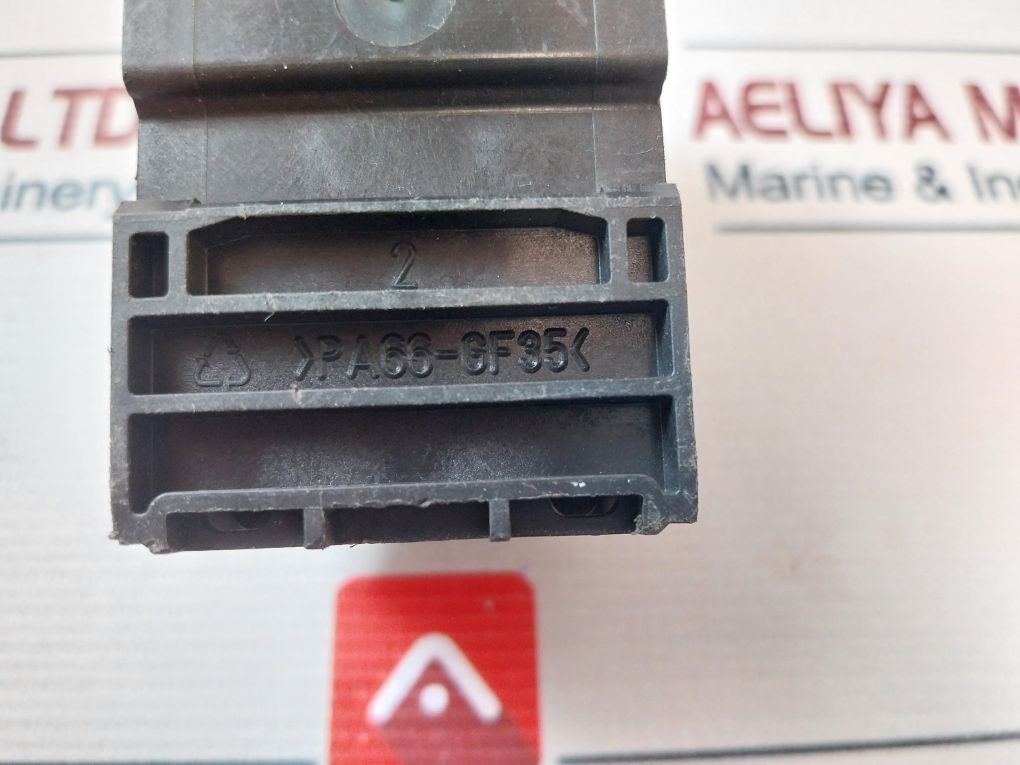 LTD
AELIYA M
inery
Marine & In
2
>PA66-GF35<